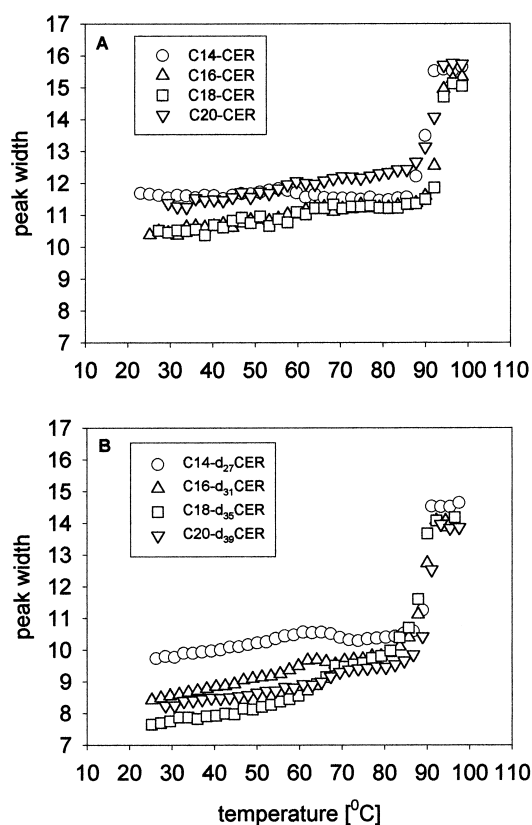 A
○ C14-CER
△ C16-CER
□ C18-CER
▽ C20-CER
17
16
15
14
13
12
11
10
9
8
7
peak width
10 20 30 40 50 60 70 80 90 100 110
B
○ C14-d₂₇CER
△ C16-d₃₁CER
□ C18-d₃₅CER
▽ C20-d₃₉CER
17
16
15
14
13
12
11
10
9
8
7
peak width
10 20 30 40 50 60 70 80 90 100 110
temperature [⁰C]